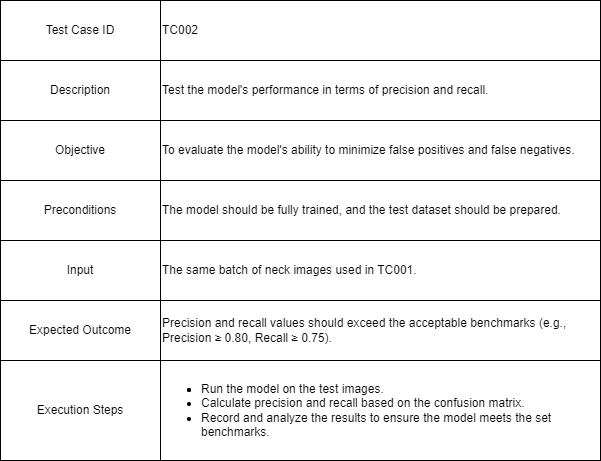 Test Case ID
TC002
Description
Test the model's performance in terms of precision and recall.
Objective
To evaluate the model's ability to minimize false positives and false negatives.
Preconditions
The model should be fully trained, and the test dataset should be prepared.
Input
The same batch of neck images used in TC001.
Expected Outcome
Precision and recall values should exceed the acceptable benchmarks (e.g.,
Precision ≥ 0.80, Recall ≥ 0.75).
Execution Steps
• Run the model on the test images.
• Calculate precision and recall based on the confusion matrix.
• Record and analyze the results to ensure the model meets the set
benchmarks.